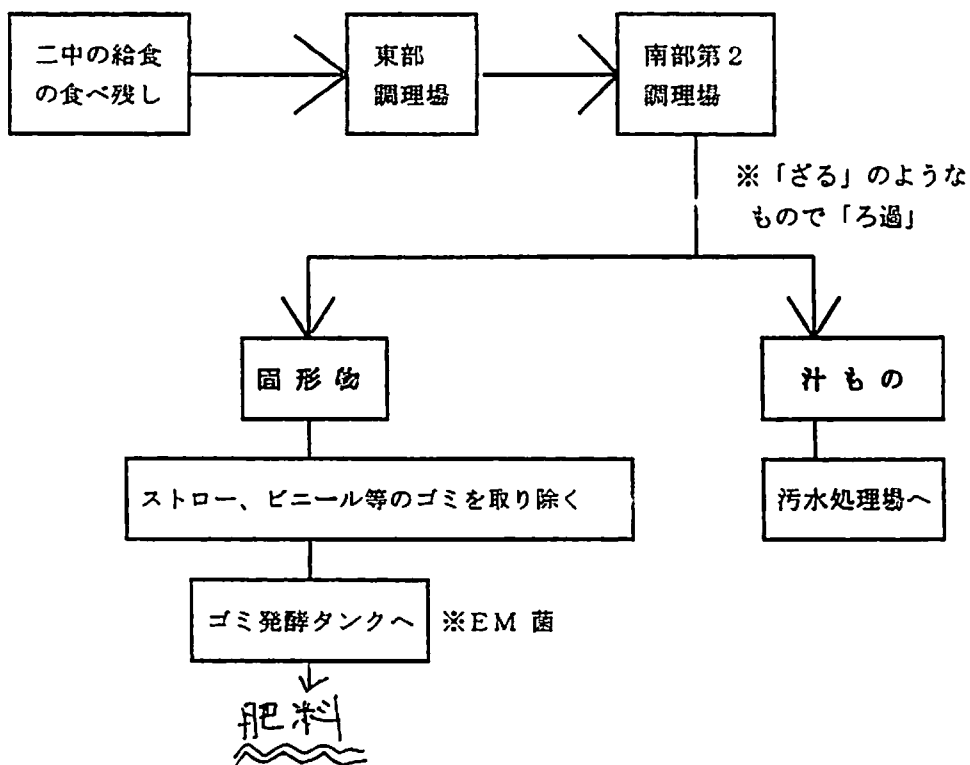 二中の給食
の食べ残し
東部
調理場
南部第2
調理場
※「ざる」のような
もので「ろ過」
固形物
汁もの
ストロー、ビニール等のゴミを取り除く
汚水処理場へ
ゴミ発酵タンクへ
※EM 菌
肥料